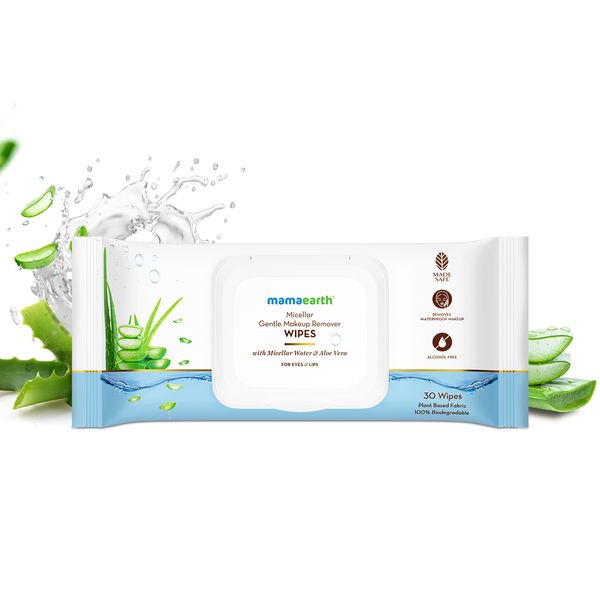 mamaearth
Micellar
Gentle Makeup Remover
WIPES
with Micellar Water & Aloe Vera
FOR EYES & LIPS
MADE
SAFE
REMOVES
WATERPROOF MAKEUP
ALCOHOL FREE
30 Wipes
Plant Based Fabric
100% Biodegradable